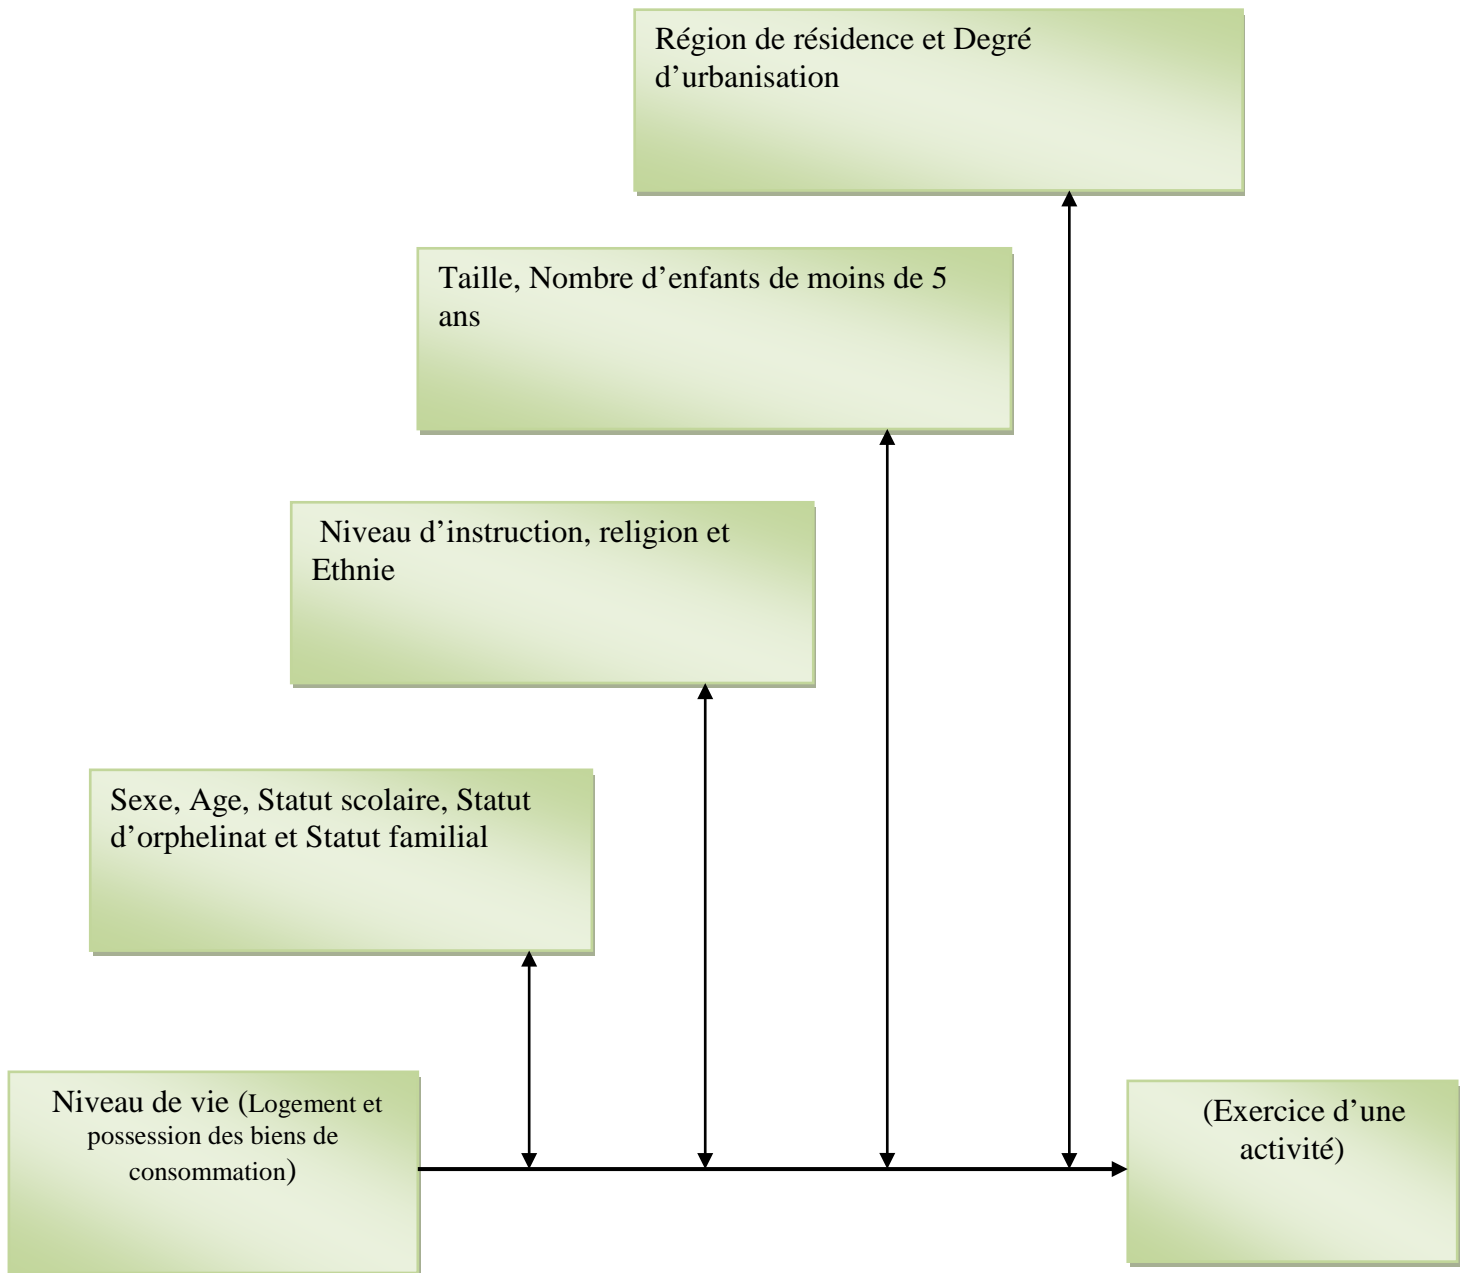 Région de résidence et Degré
d’urbanisation
Taille, Nombre d’enfants de moins de 5
ans
Niveau d’instruction, religion et
Ethnie
Sexe, Age, Statut scolaire, Statut
d’orphelinat et Statut familial
Niveau de vie (Logement et
possession des biens de
consommation)
(Exercice d’une
activité)